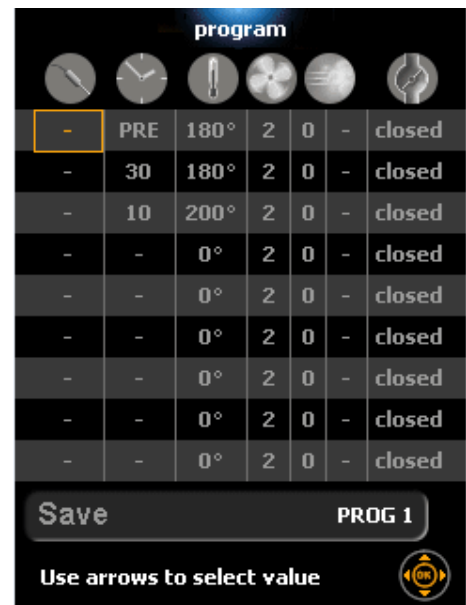 program
- PRE 180° 2 0 - closed
- 30 180° 2 0 - closed
- 10 200° 2 0 - closed
- - 0° 2 0 - closed
- - 0° 2 0 - closed
- - 0° 2 0 - closed
- - 0° 2 0 - closed
- - 0° 2 0 - closed
- - 0° 2 0 - closed
Save PROG 1
Use arrows to select value OK